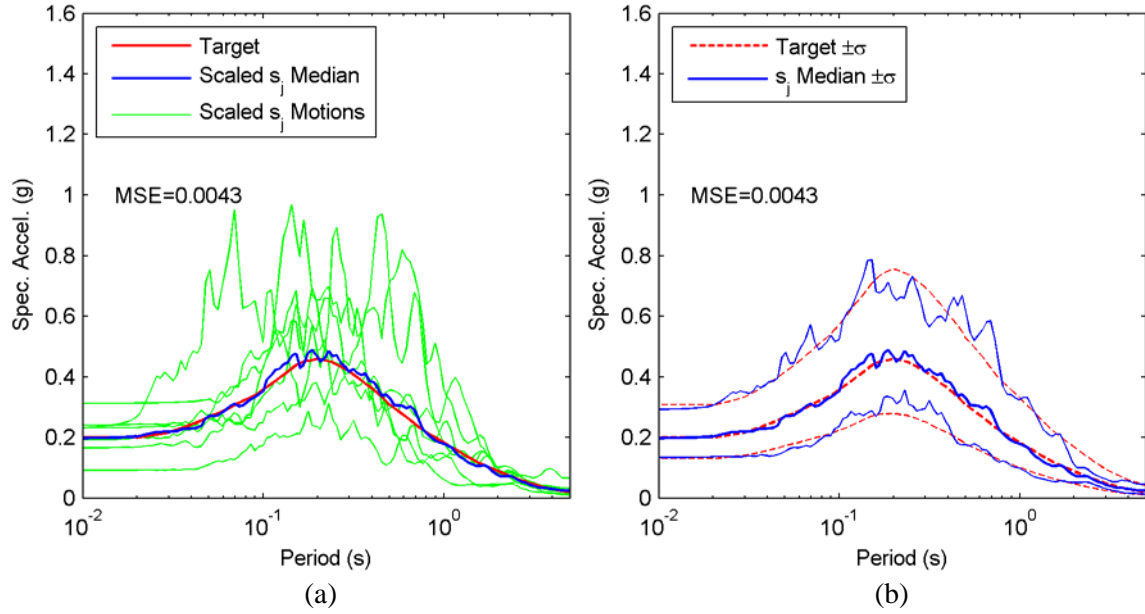 Target
Scaled s_j Median
Scaled s_j Motions
MSE=0.0043
Spec. Accel. (g)
1.6
1.4
1.2
1
0.8
0.6
0.4
0.2
0
10^-2
10^-1
10^0
Period (s)
(a)
Target ±σ
s_j Median ±σ
MSE=0.0043
Spec. Accel. (g)
1.6
1.4
1.2
1
0.8
0.6
0.4
0.2
0
10^-2
10^-1
10^0
Period (s)
(b)